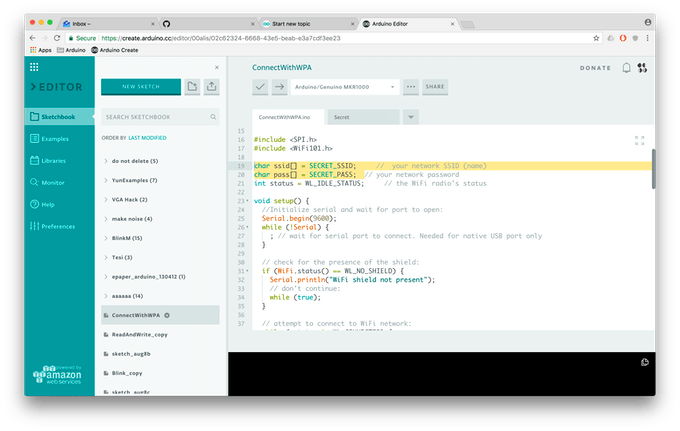 Inbox –
Start new topic
Arduino Editor
Secure https://create.arduino.cc/editor/00alis/02c62324-6668-43e5-beab-e3a7cdf3ee23
Apps Arduino Arduino Create
EDITOR
NEW SKETCH
Sketchbook
Examples
Libraries
Monitor
Help
Preferences
powered by
amazon
web services
SEARCH SKETCHBOOK
ORDER BY LAST MODIFIED
do not delete (5)
YunExamples (7)
VGA Hack (2)
make noise (4)
BlinkM (15)
Tesi (3)
epaper_arduino_130412 (1)
aaaaaa (14)
ConnectWithWPA
ReadAndWrite_copy
sketch_aug8b
Blink_copy
sketch_aug8c
ConnectWithWPA
DONATE
Arduino/Genuino MKR1000
SHARE
ConnectWithWPA.ino
Secret
15
16 #include <SPI.h>
17 #include <WiFi101.h>
18
19 char ssid[] = SECRET_SSID; // your network SSID (name)
20 char pass[] = SECRET_PASS; // your network password
21 int status = WL_IDLE_STATUS; // the WiFi radio's status
22
23 void setup() {
24 //Initialize serial and wait for port to open:
25 Serial.begin(9600);
26 while (!Serial) {
27 ; // wait for serial port to connect. Needed for native USB port only
28 }
29
30 // check for the presence of the shield:
31 if (WiFi.status() == WL_NO_SHIELD) {
32 Serial.println("WiFi shield not present");
33 // don't continue:
34 while (true);
35 }
36
37 // attempt to connect to WiFi network: